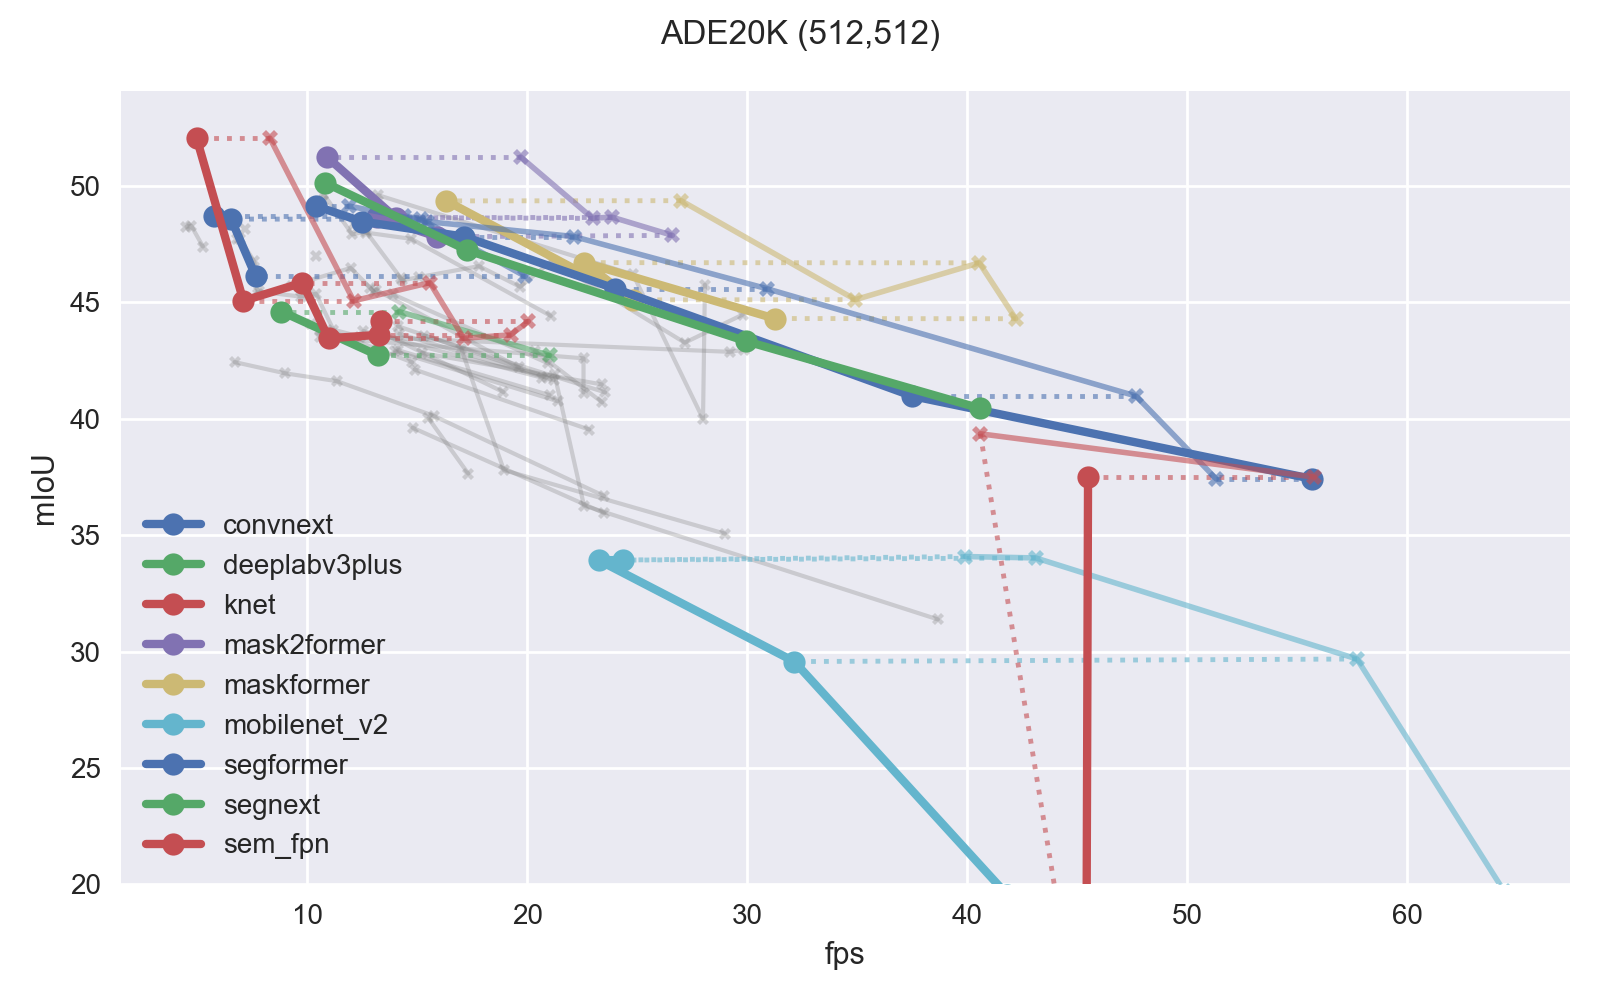 ADE20K (512,512)
50
45
40
35
30
25
20
mIoU
convnext
deeplabv3plus
knet
mask2former
maskformer
mobilenet_v2
segformer
segnext
sem_fpn
10
20
30
40
50
60
fps